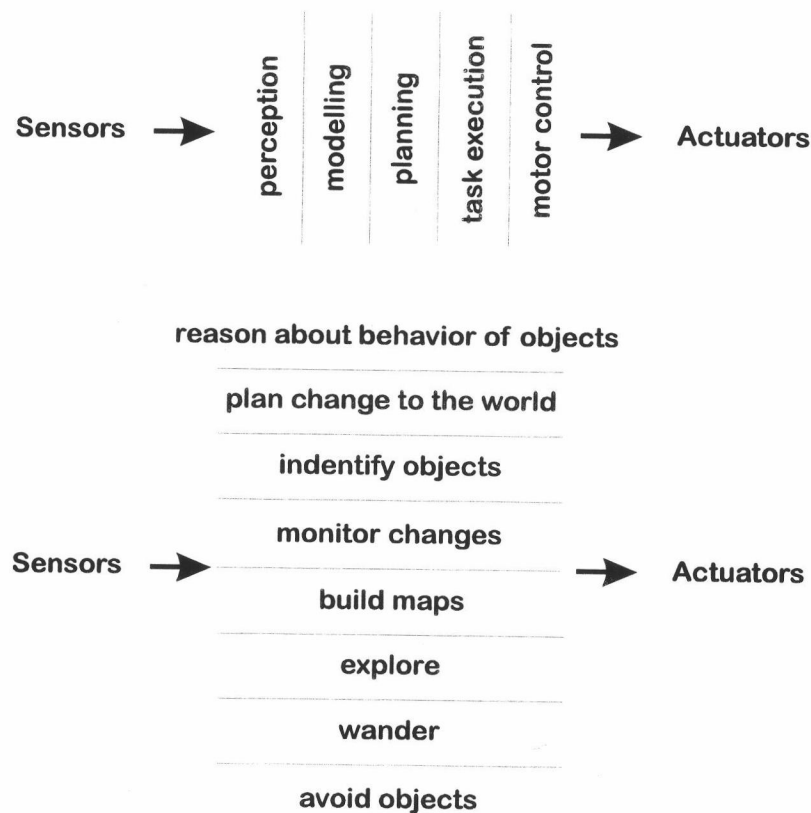 Sensors
perception
modelling
planning
task execution
motor control
Actuators
reason about behavior of objects
plan change to the world
indentify objects
monitor changes
Sensors
Actuators
build maps
explore
wander
avoid objects